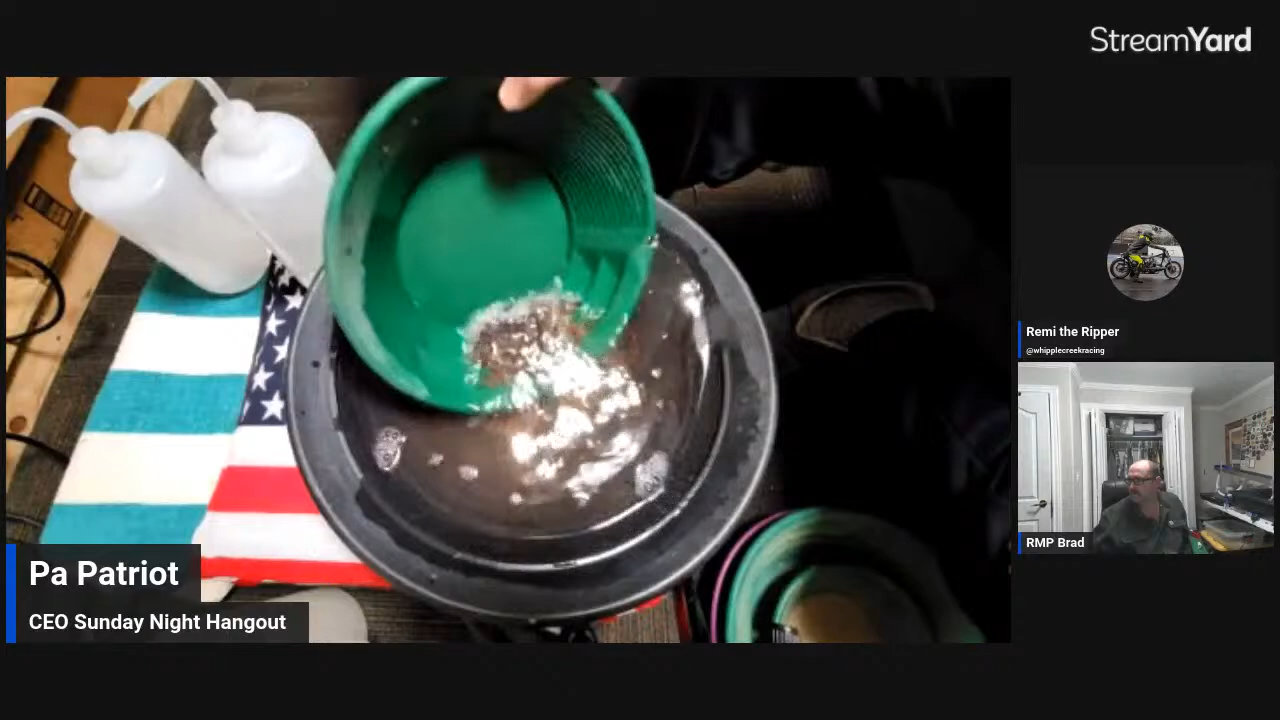 StreamYard
Remi the Ripper
@whipplecreekracing
RMP Brad
Pa Patriot
CEO Sunday Night Hangout